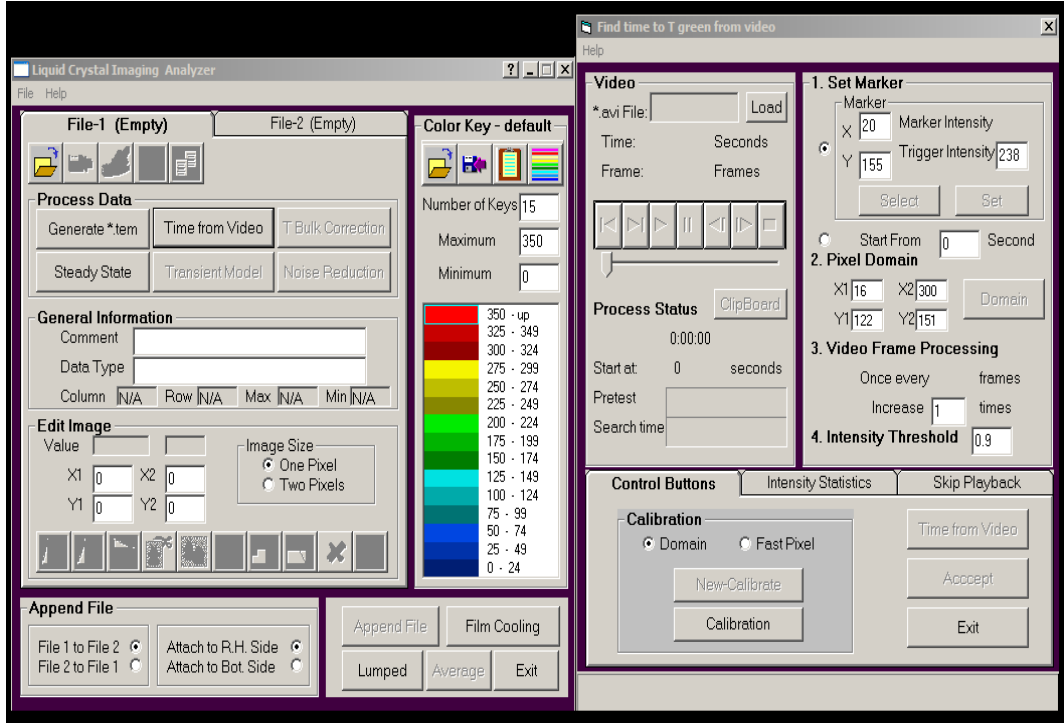 Liquid Crystal Imaging Analyzer
File Help
File-1 (Empty) File-2 (Empty)
Process Data
Generate *.tem Time from Video T Bulk Correction
Steady State Transient Model Noise Reduction
General Information
Comment
Data Type
Column N/A Row N/A Max N/A Min N/A
Edit Image
Value
X1 0 X2 0
Y1 0 Y2 0
Image Size
One Pixel
Two Pixels
Color Key - default
Number of Keys 15
Maximum 350
Minimum 0
350 - up
325 - 349
300 - 324
275 - 299
250 - 274
225 - 249
200 - 224
175 - 199
150 - 174
125 - 149
100 - 124
75 - 99
50 - 74
25 - 49
0 - 24
Append File
File 1 to File 2
File 2 to File 1
Attach to R.H. Side
Attach to Bot. Side
Append File Film Cooling
Lumped Average Exit
Find time to T green from video
Help
Video
*.avi File: Load
Time: Seconds
Frame: Frames
Process Status ClipBoard
0:00:00
Start at: 0 seconds
Pretest
Search time
1. Set Marker
Marker
X 20 Marker Intensity
Y 155 Trigger Intensity 238
Select Set
Start From 0 Second
2. Pixel Domain
X1 16 X2 300 Domain
Y1 122 Y2 151
3. Video Frame Processing
Once every frames
Increase 1 times
4. Intensity Threshold 0.9
Control Buttons Intensity Statistics Skip Playback
Calibration
Domain Fast Pixel
New-Calibrate
Calibration
Time from Video
Acccept
Exit